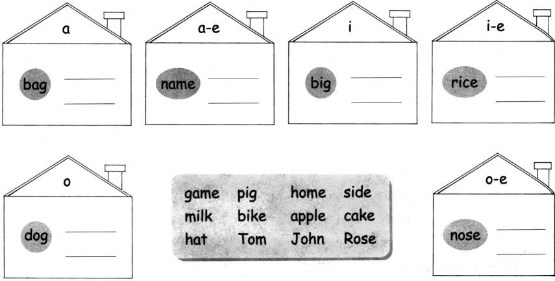 a
a-e
i
i-e
bag
name
big
rice
o
o-e
game pig home side
milk bike apple cake
hat Tom John Rose
dog
nose